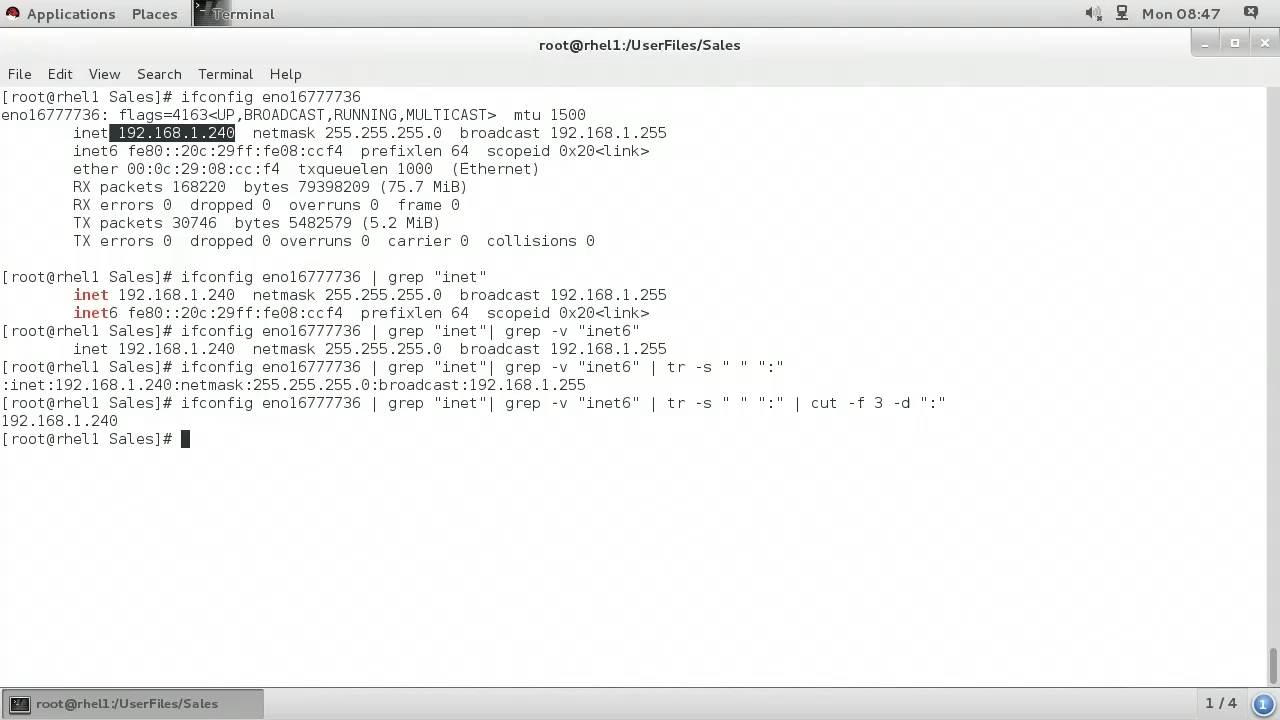 Applications Places Terminal Mon 08:47
root@rhel1:/UserFiles/Sales
File Edit View Search Terminal Help
[root@rhel1 Sales]# ifconfig eno16777736
eno16777736: flags=4163<UP,BROADCAST,RUNNING,MULTICAST>  mtu 1500
        inet 192.168.1.240  netmask 255.255.255.0  broadcast 192.168.1.255
        inet6 fe80::20c:29ff:fe08:ccf4  prefixlen 64  scopeid 0x20<link>
        ether 00:0c:29:08:cc:f4  txqueuelen 1000  (Ethernet)
        RX packets 168220  bytes 79398209 (75.7 MiB)
        RX errors 0  dropped 0  overruns 0  frame 0
        TX packets 30746  bytes 5482579 (5.2 MiB)
        TX errors 0  dropped 0 overruns 0  carrier 0  collisions 0
[root@rhel1 Sales]# ifconfig eno16777736 | grep "inet"
        inet 192.168.1.240  netmask 255.255.255.0  broadcast 192.168.1.255
        inet6 fe80::20c:29ff:fe08:ccf4  prefixlen 64  scopeid 0x20<link>
[root@rhel1 Sales]# ifconfig eno16777736 | grep "inet"| grep -v "inet6"
        inet 192.168.1.240  netmask 255.255.255.0  broadcast 192.168.1.255
[root@rhel1 Sales]# ifconfig eno16777736 | grep "inet"| grep -v "inet6" | tr -s " " ":"
:inet:192.168.1.240:netmask:255.255.255.0:broadcast:192.168.1.255
[root@rhel1 Sales]# ifconfig eno16777736 | grep "inet"| grep -v "inet6" | tr -s " " ":" | cut -f 3 -d ":"
192.168.1.240
[root@rhel1 Sales]#
root@rhel1:/UserFiles/Sales 1 / 4 1